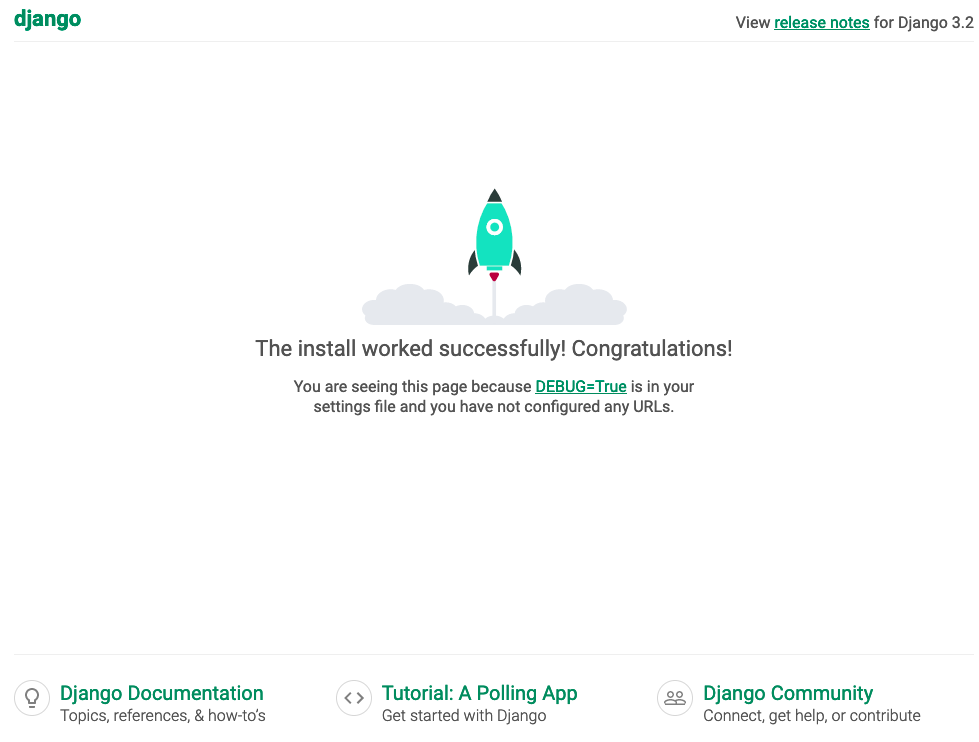 django
View release notes for Django 3.2
The install worked successfully! Congratulations!
You are seeing this page because DEBUG=True is in your
settings file and you have not configured any URLs.
Django Documentation
Topics, references, & how-to’s
Tutorial: A Polling App
Get started with Django
Django Community
Connect, get help, or contribute